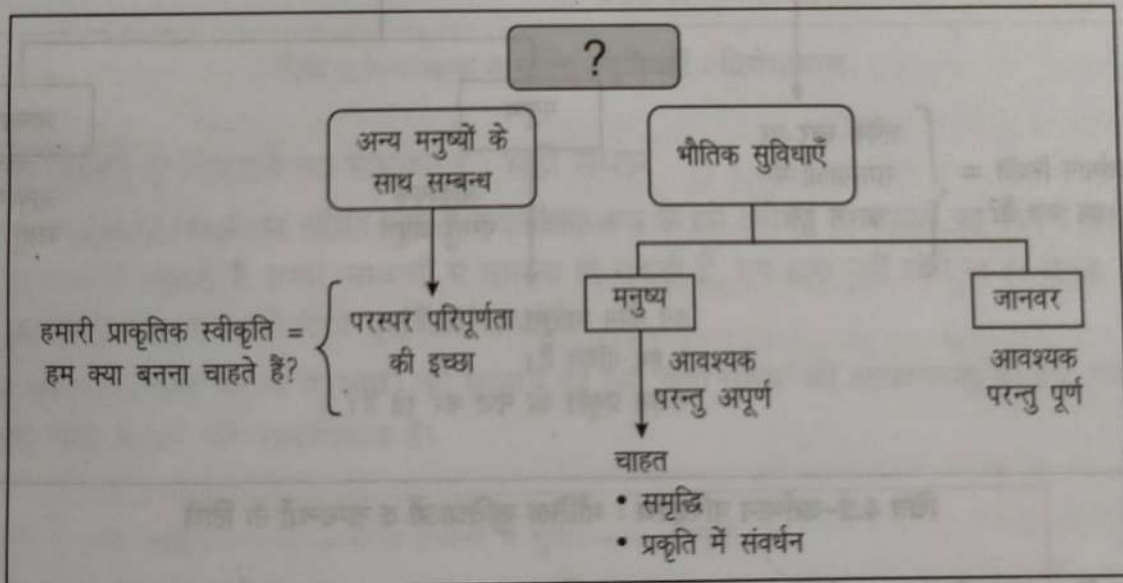 ?
अन्य मनुष्यों के
साथ सम्बन्ध
भौतिक सुविधाएँ
मनुष्य
जानवर
हमारी प्राकृतिक स्वीकृति =
हम क्या बनना चाहते हैं?
परस्पर परिपूर्णता
की इच्छा
आवश्यक
परन्तु अपूर्ण
आवश्यक
परन्तु पूर्ण
चाहत
• समृद्धि
• प्रकृति में संवर्धन